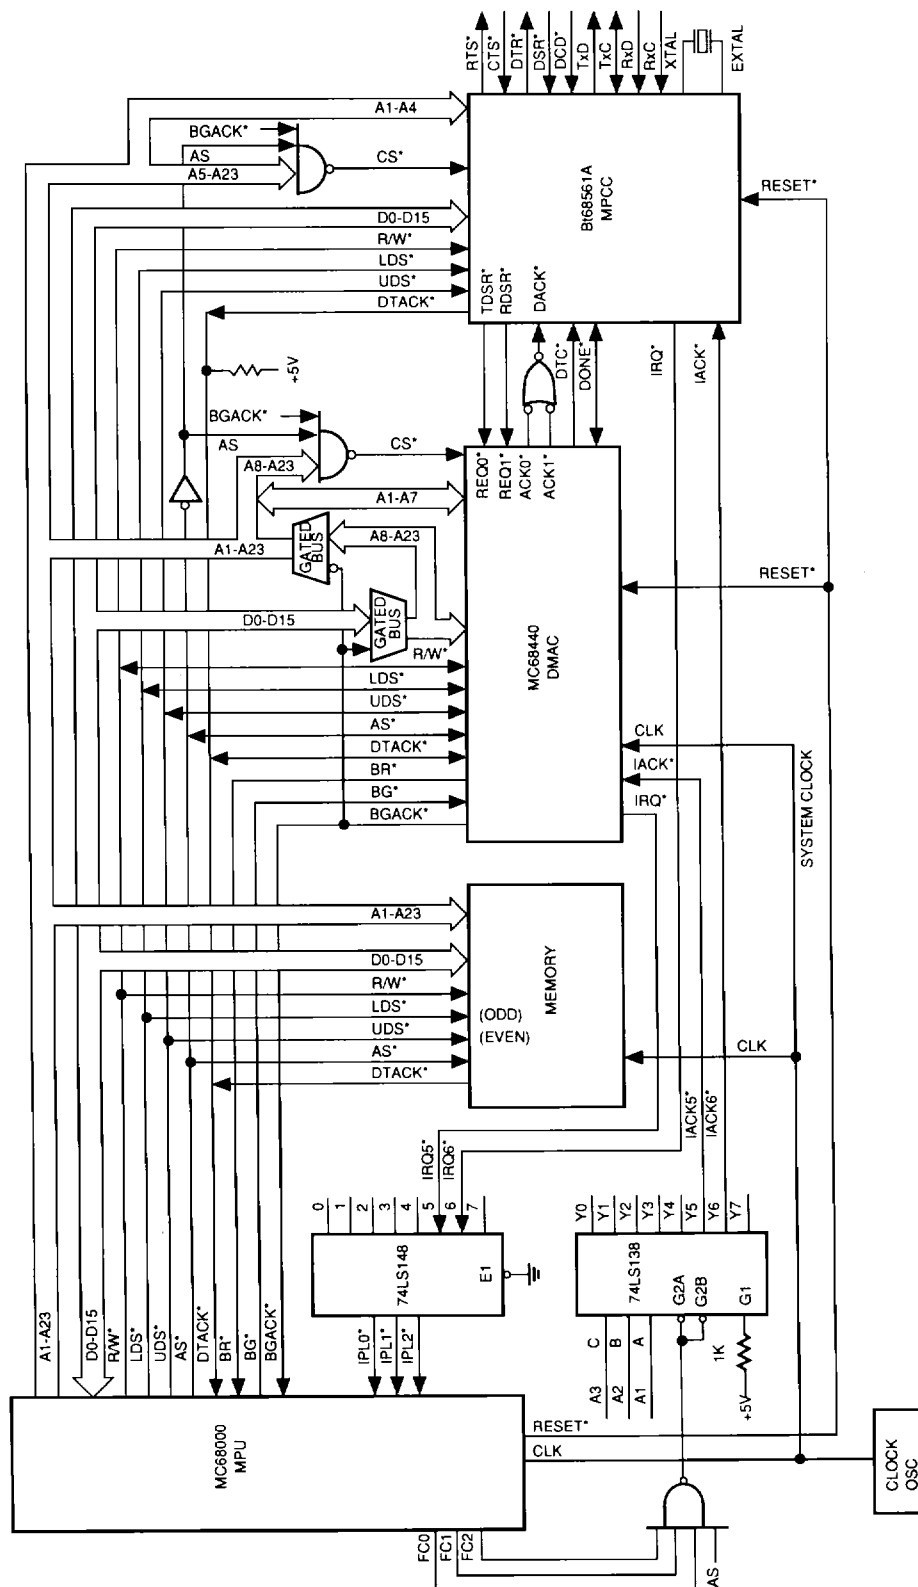 RTS*
CTS*
DTR*
DSR*
DCD*
TxD
TxC
RxD
RxC
XTAL
EXTAL
A1-A4
BGACK*
AS
A5-A23
CS*
D0-D15
R/W*
LDS*
UDS*
DTACK*
Bt68561A
MPCC
RESET*
TDSR*
RDSR*
DACK*
+5V
DTC*
DONE*
IRQ*
IACK*
BGACK*
AS
A8-A23
CS*
A1-A7
REQ0*
REQ1*
ACK0*
ACK1*
A1-A23
GATED
BUS
A8-A23
D0-D15
GATED
BUS
R/W*
LDS*
UDS*
AS*
DTACK*
BR*
BG*
BGACK*
MC68440
DMAC
RESET*
CLK
IACK*
IRQ*
SYSTEM CLOCK
A1-A23
D0-D15
R/W*
LDS*
UDS*
AS*
DTACK*
(ODD)
(EVEN)
MEMORY
CLK
IRQ5*
IRQ6*
IACK5*
IACK6*
0
1
2
3
4
5
6
7
74LS148
E1
IPL0*
IPL1*
IPL2*
Y0
Y1
Y2
Y3
Y4
Y5
Y6
Y7
74LS138
G2A
G2B
G1
C
B
A
A3
A2
A1
1K
+5V
A1-A23
D0-D15
R/W*
LDS*
UDS*
AS*
DTACK*
BR*
BG*
BGACK*
MC68000
MPU
RESET*
CLK
FC0
FC1
FC2
AS
CLOCK
OSC